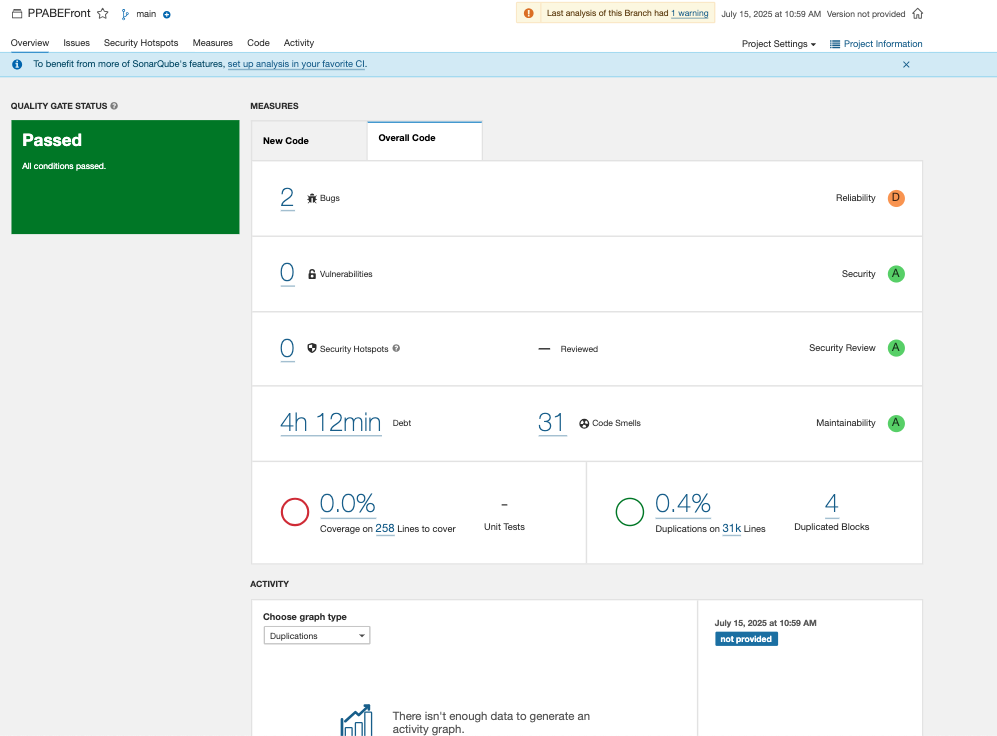 PPABEFront main Last analysis of this Branch had 1 warning July 15, 2025 at 10:59 AM Version not provided
Overview Issues Security Hotspots Measures Code Activity Project Settings Project Information
To benefit from more of SonarQube's features, set up analysis in your favorite CI.
QUALITY GATE STATUS
Passed
All conditions passed.
MEASURES
New Code Overall Code
2 Bugs Reliability D
0 Vulnerabilities Security A
0 Security Hotspots — Reviewed Security Review A
4h 12min Debt 31 Code Smells Maintainability A
0.0%
Coverage on 258 Lines to cover
-
Unit Tests
0.4%
Duplications on 31k Lines
4
Duplicated Blocks
ACTIVITY
Choose graph type
Duplications
There isn't enough data to generate an
activity graph.
July 15, 2025 at 10:59 AM
not provided